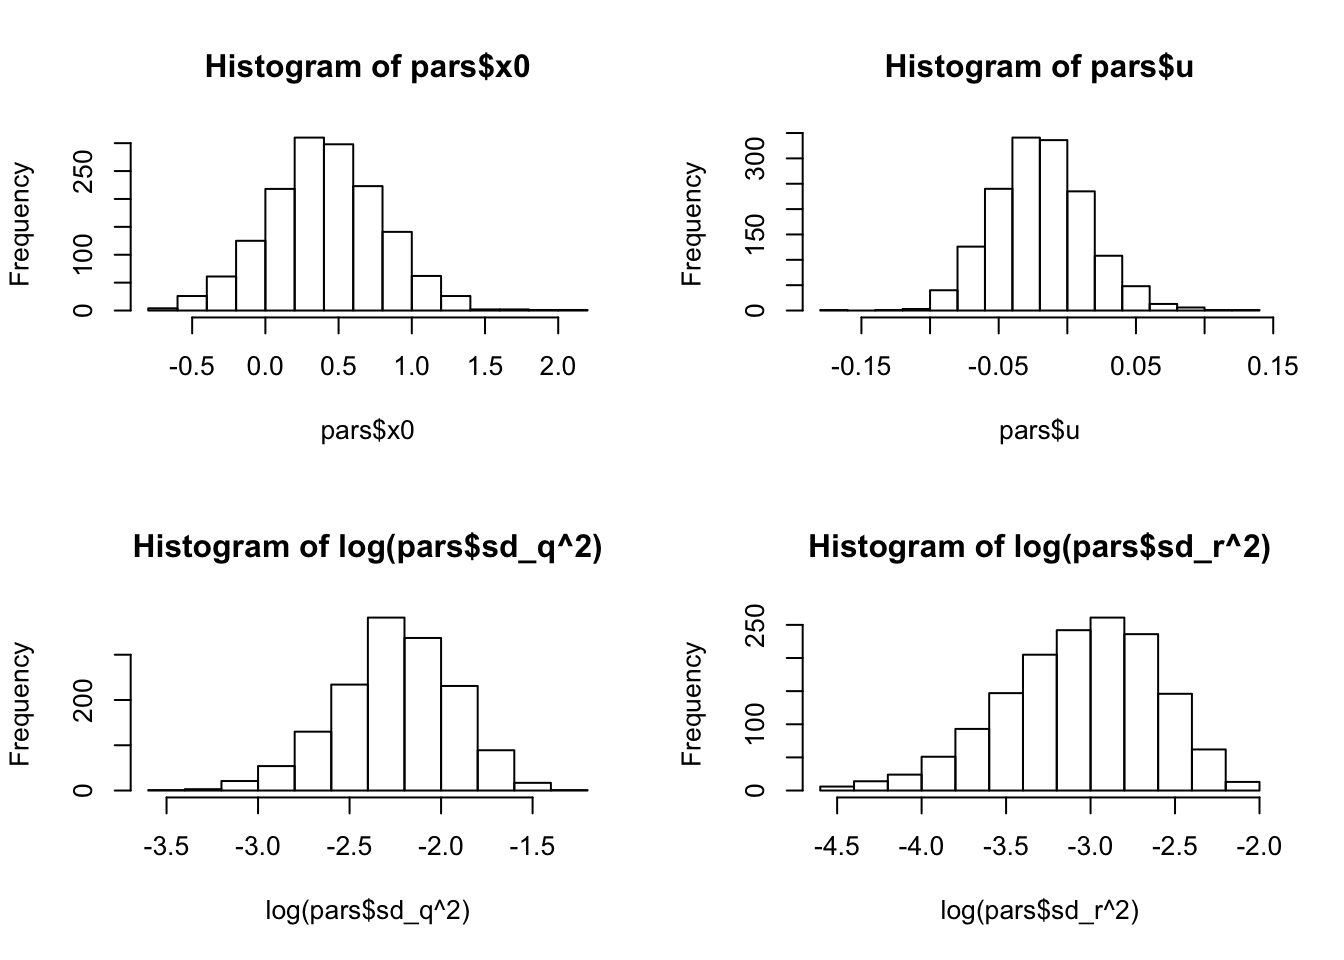 Histogram of pars$x0
Frequency
0 100 250
-0.5 0.0 0.5 1.0 1.5 2.0
pars$x0
Histogram of pars$u
Frequency
0 150 300
-0.15 -0.05 0.05 0.15
pars$u
Histogram of log(pars$sd_q^2)
Frequency
0 200
-3.5 -3.0 -2.5 -2.0 -1.5
log(pars$sd_q^2)
Histogram of log(pars$sd_r^2)
Frequency
0 100 250
-4.5 -4.0 -3.5 -3.0 -2.5 -2.0
log(pars$sd_r^2)